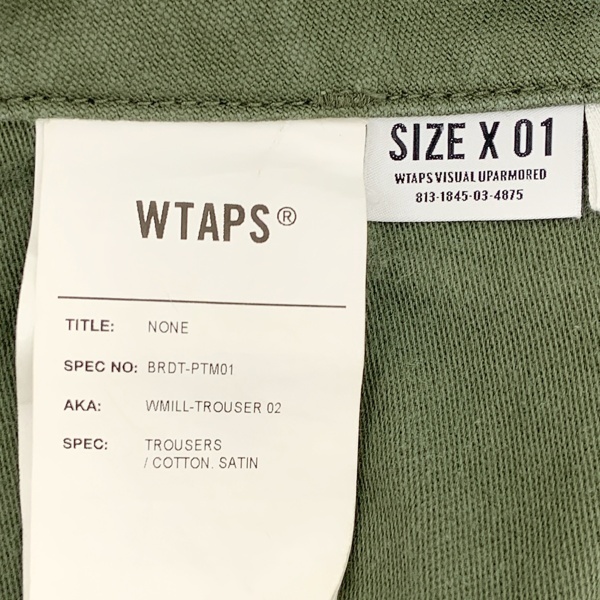 SIZE X 01
WTAPS VISUAL UPARMORED
813-1845-03-4875
WTAPS®
TITLE: NONE
SPEC NO: BRDT-PTM01
AKA: WMILL-TROUSER 02
SPEC: TROUSERS
/ COTTON. SATIN